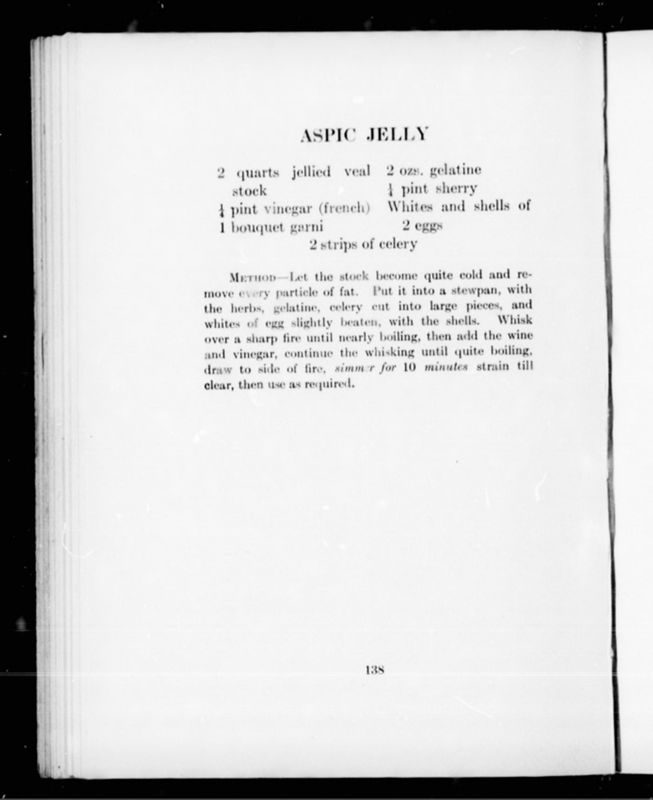 ASPIC JELLY
2 quarts jellied veal
stock
¼ pint vinegar (french)
1 bouquet garni
2 ozs. gelatine
¼ pint sherry
Whites and shells of
2 eggs
2 strips of celery
METHOD—Let the stock become quite cold and re-
move every particle of fat. Put it into a stewpan, with
the herbs, gelatine, celery cut into large pieces, and
whites of egg slightly beaten, with the shells. Whisk
over a sharp fire until nearly boiling, then add the wine
and vinegar, continue the whisking until quite boiling,
draw to side of fire, simmer for 10 minutes strain till
clear, then use as required.
138